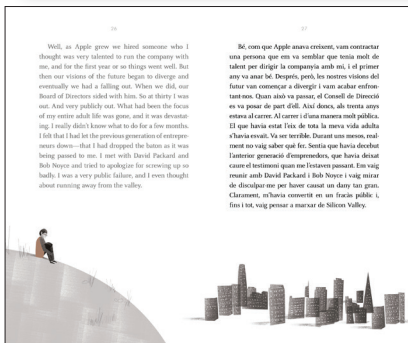 26
Well, as Apple grew we hired someone who I
thought was very talented to run the company with
me, and for the first year or so things went well. But
then our visions of the future began to diverge and
eventually we had a falling out. When we did, our
Board of Directors sided with him. So at thirty I was
out. And very publicly out. What had been the focus
of my entire adult life was gone, and it was devastat-
ing. I really didn't know what to do for a few months.
I felt that I had let the previous generation of entrepre-
neurs down—that I had dropped the baton as it was
being passed to me. I met with David Packard and
Bob Noyce and tried to apologize for screwing up so
badly. I was a very public failure, and I even thought
about running away from the valley.
27
Bé, com que Apple anava creixent, vam contractar
una persona que em va semblar que tenia molt de
talent per dirigir la companyia amb mi, i el primer
any va anar bé. Després, però, les nostres visions del
futur van començar a divergir i vam acabar enfron-
tant-nos. Quan això va passar, el Consell de Direcció
es va posar de part d'ell. Així doncs, als trenta anys
estava al carrer. Al carrer i d'una manera molt pública.
El que havia estat l'eix de tota la meva vida adulta
s'havia esvaït. Va ser terrible. Durant uns mesos, real-
ment no vaig saber què fer. Sentia que havia decebut
l'anterior generació d'emprenedors, que havia deixat
caure el testimoni quan me l'estaven passant. Em vaig
reunir amb David Packard i Bob Noyce i vaig mirar
de disculpar-me per haver causat un dany tan gran.
Clarament, m'havia convertit en un fracàs públic i,
fins i tot, vaig pensar a marxar de Silicon Valley.